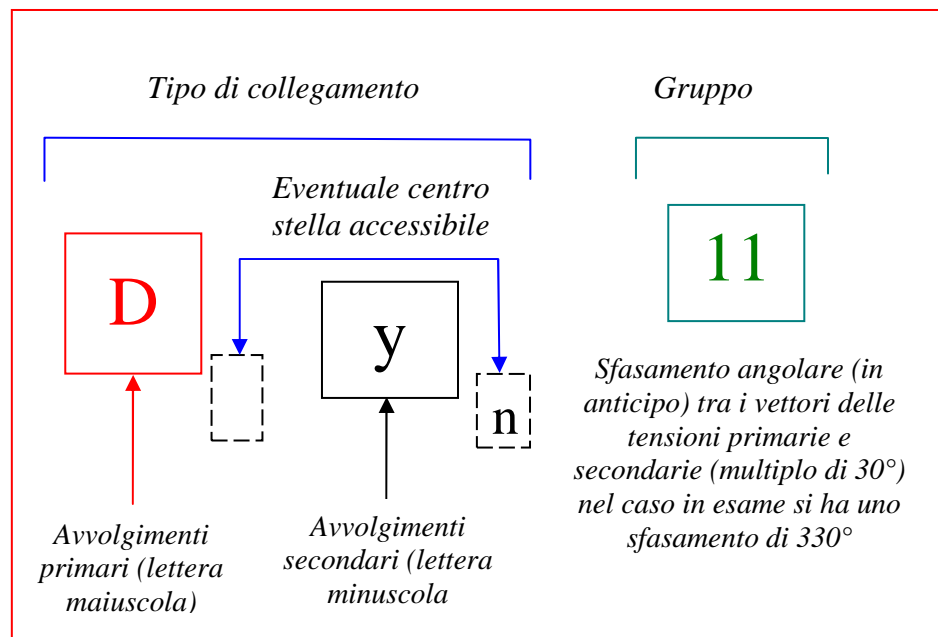 Tipo di collegamento
Gruppo
Eventuale centro
stella accessibile
D
y
n
11
Avvolgimenti
primari (lettera
maiuscola)
Avvolgimenti
secondari (lettera
minuscola
Sfasamento angolare (in
anticipo) tra i vettori delle
tensioni primarie e
secondarie (multiplo di 30°)
nel caso in esame si ha uno
sfasamento di 330°